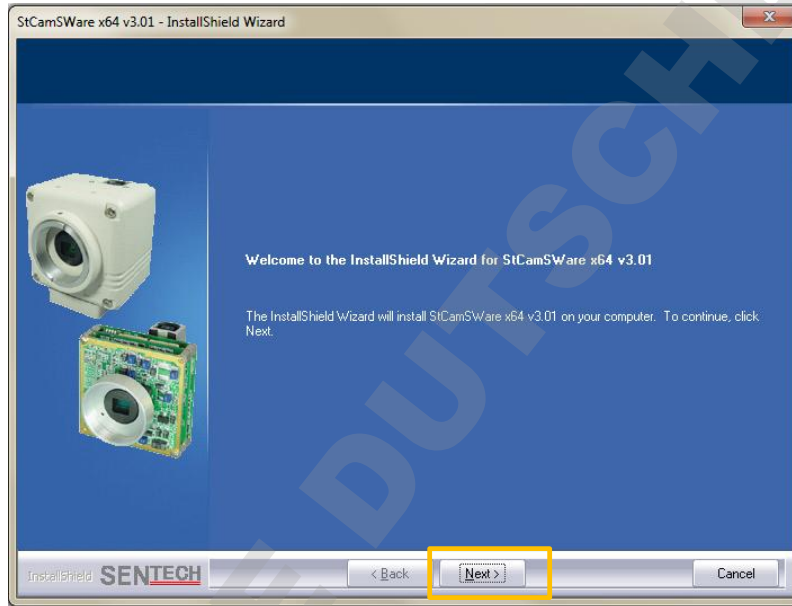 StCamSWare x64 v3.01 - InstallShield Wizard
Welcome to the InstallShield Wizard for StCamSWare x64 v3.01
The InstallShield Wizard will install StCamSWare x64 v3.01 on your computer. To continue, click
Next.
InstallShield SENTECH < Back Next > Cancel